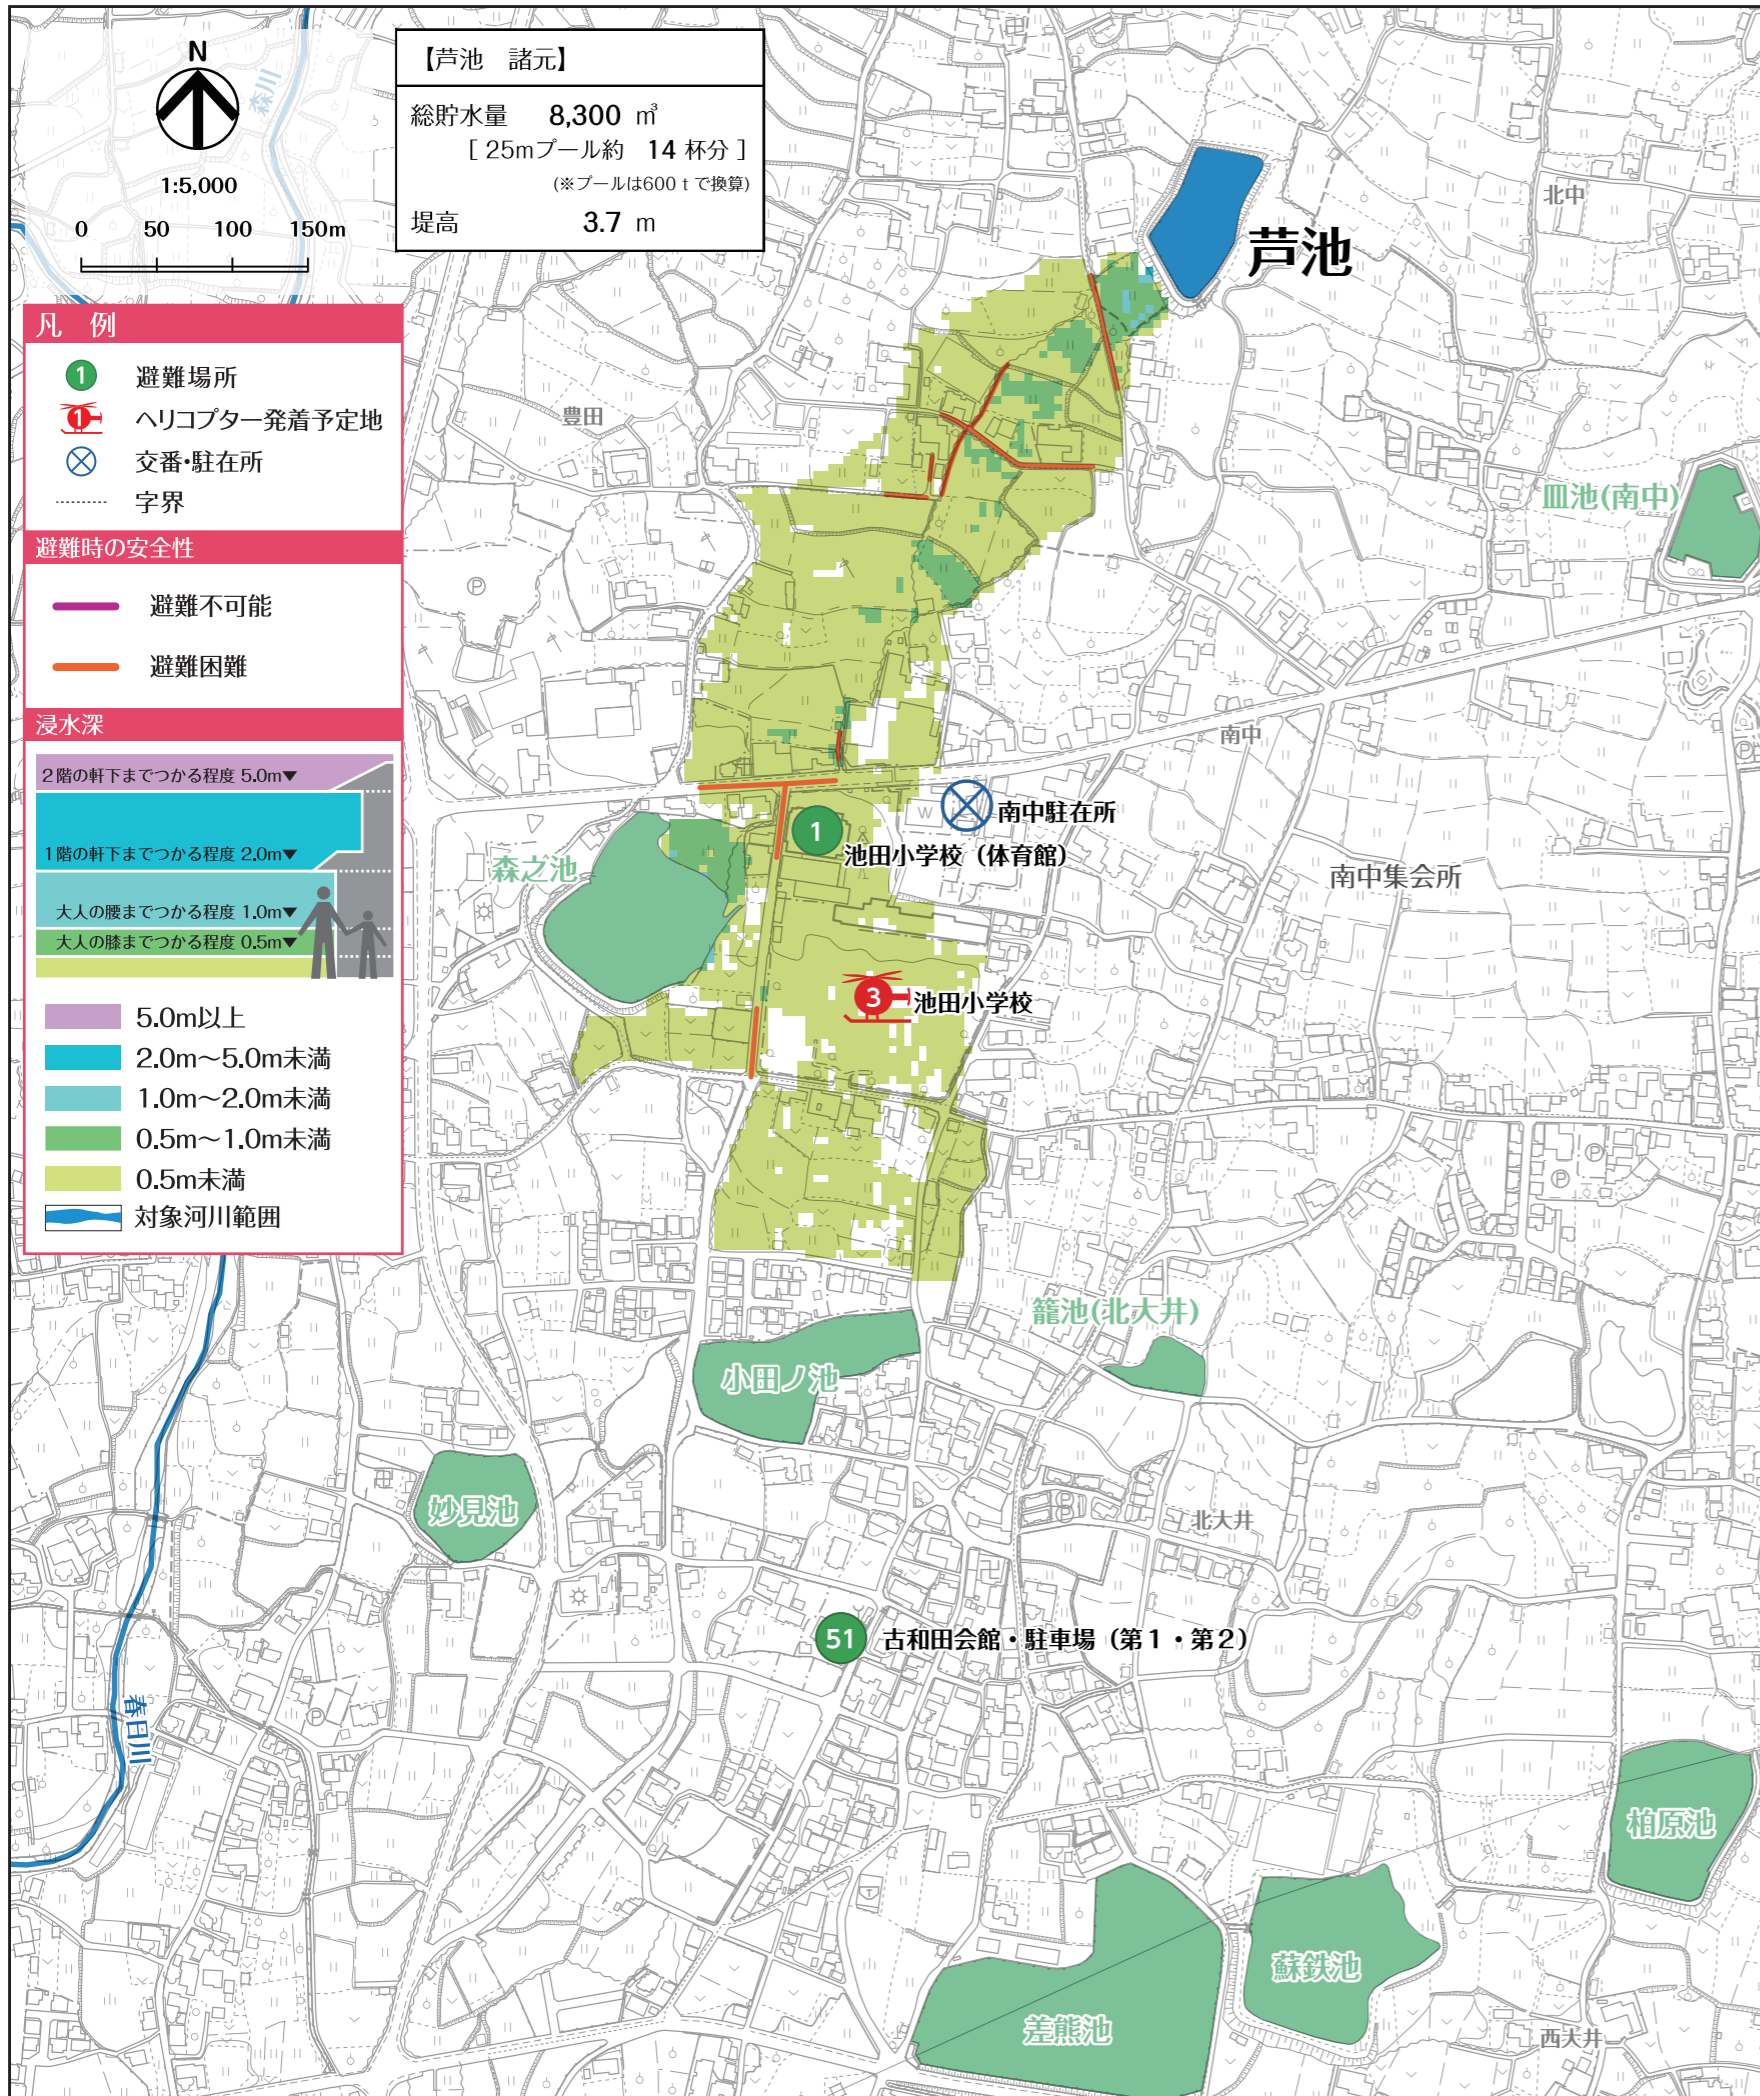 N
1:5,000
0 50 100 150m
森川
【芦池 諸元】
総貯水量 8,300 ㎥
[ 25mプール約 14 杯分 ]
(※プールは600ｔで換算)
堤高 3.7 m
凡 例
1 避難場所
1 ヘリコプター発着予定地
交番・駐在所
字界
避難時の安全性
避難不可能
避難困難
浸水深
2階の軒下までつかる程度 5.0m▼
1階の軒下までつかる程度 2.0m▼
大人の腰までつかる程度 1.0m▼
大人の膝までつかる程度 0.5m▼
5.0m以上
2.0m～5.0m未満
1.0m～2.0m未満
0.5m～1.0m未満
0.5m未満
対象河川範囲
北中
芦池
豊田
皿池(南中)
P
南中
P
W
南中駐在所
1
池田小学校（体育館）
森之池
南中集会所
3
池田小学校
P
P
籠池(北大井)
小田ノ池
妙見池
P
P
北大井
51
古和田会館・駐車場（第１・第２）
春日川
P
柏原池
蘇鉄池
差熊池
西大井